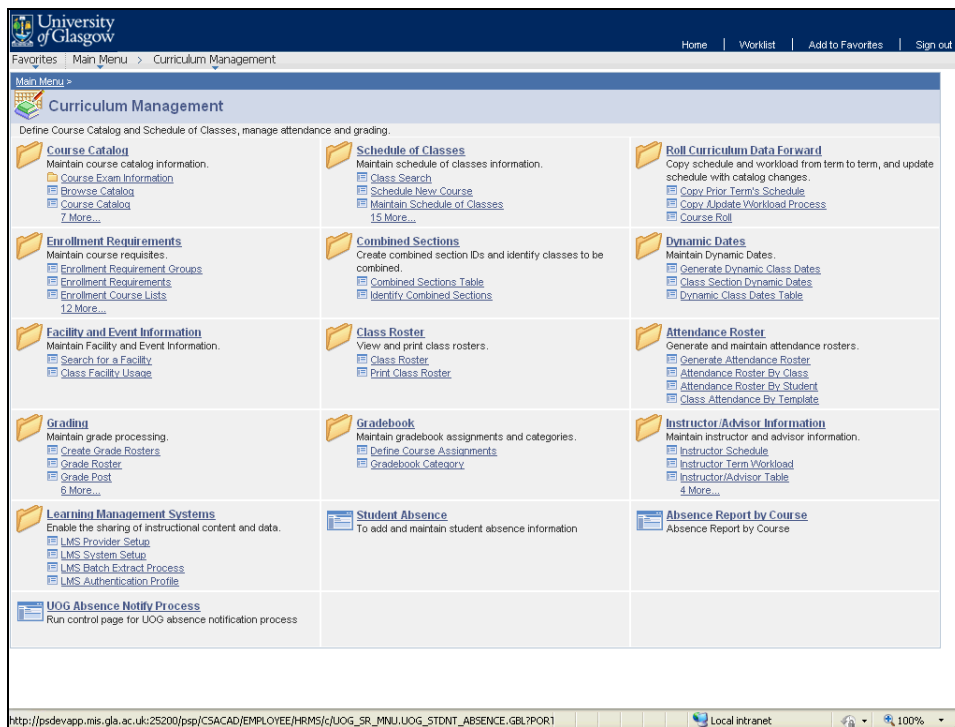 University
of Glasgow
Home | Worklist | Add to Favorites | Sign out
Favorites Main Menu > Curriculum Management
Main Menu >
Curriculum Management
Define Course Catalog and Schedule of Classes, manage attendance and grading.
Course Catalog
Maintain course catalog information.
Course Exam Information
Browse Catalog
Course Catalog
7 More...
Schedule of Classes
Maintain schedule of classes information.
Class Search
Schedule New Course
Maintain Schedule of Classes
15 More...
Roll Curriculum Data Forward
Copy schedule and workload from term to term, and update
schedule with catalog changes.
Copy Prior Term's Schedule
Copy /Update Workload Process
Course Roll
Enrollment Requirements
Maintain course requisites.
Enrollment Requirement Groups
Enrollment Requirements
Enrollment Course Lists
12 More...
Combined Sections
Create combined section IDs and identify classes to be
combined.
Combined Sections Table
Identify Combined Sections
Dynamic Dates
Maintain Dynamic Dates.
Generate Dynamic Class Dates
Class Section Dynamic Dates
Dynamic Class Dates Table
Facility and Event Information
Maintain Facility and Event Information.
Search for a Facility
Class Facility Usage
Class Roster
View and print class rosters.
Class Roster
Print Class Roster
Attendance Roster
Generate and maintain attendance rosters.
Generate Attendance Roster
Attendance Roster By Class
Attendance Roster By Student
Class Attendance By Template
Grading
Maintain grade processing.
Create Grade Rosters
Grade Roster
Grade Post
6 More...
Gradebook
Maintain gradebook assignments and categories.
Define Course Assignments
Gradebook Category
Instructor/Advisor Information
Maintain instructor and advisor information.
Instructor Schedule
Instructor Term Workload
Instructor/Advisor Table
4 More...
Learning Management Systems
Enable the sharing of instructional content and data.
LMS Provider Setup
LMS System Setup
LMS Batch Extract Process
LMS Authentication Profile
Student Absence
To add and maintain student absence information
Absence Report by Course
Absence Report by Course
UOG Absence Notify Process
Run control page for UOG absence notification process
http://psdevapp.mis.gla.ac.uk:25200/psp/CSACAD/EMPLOYEE/HRMS/c/UOG_SR_MNU.UOG_STDNT_ABSENCE.GBL?PORT
Local intranet
100%